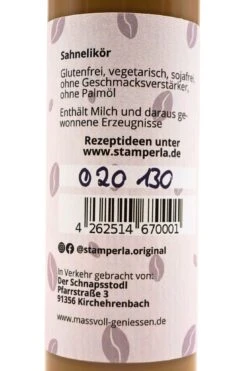 Sahnelikör
Glutenfrei, vegetarisch, sojafrei,
ohne Geschmacksverstärker,
ohne Palmöl
Enthält Milch und daraus ge-
wonnene Erzeugnisse
Rezeptideen unter
www.stamperla.de
020 130
4 262514 670001
@stamperla.original
In Verkehr gebracht von:
Der Schnapsstodl
Pfarrstraße 3
91356 Kirchehrenbach
www.massvoll-geniessen.de